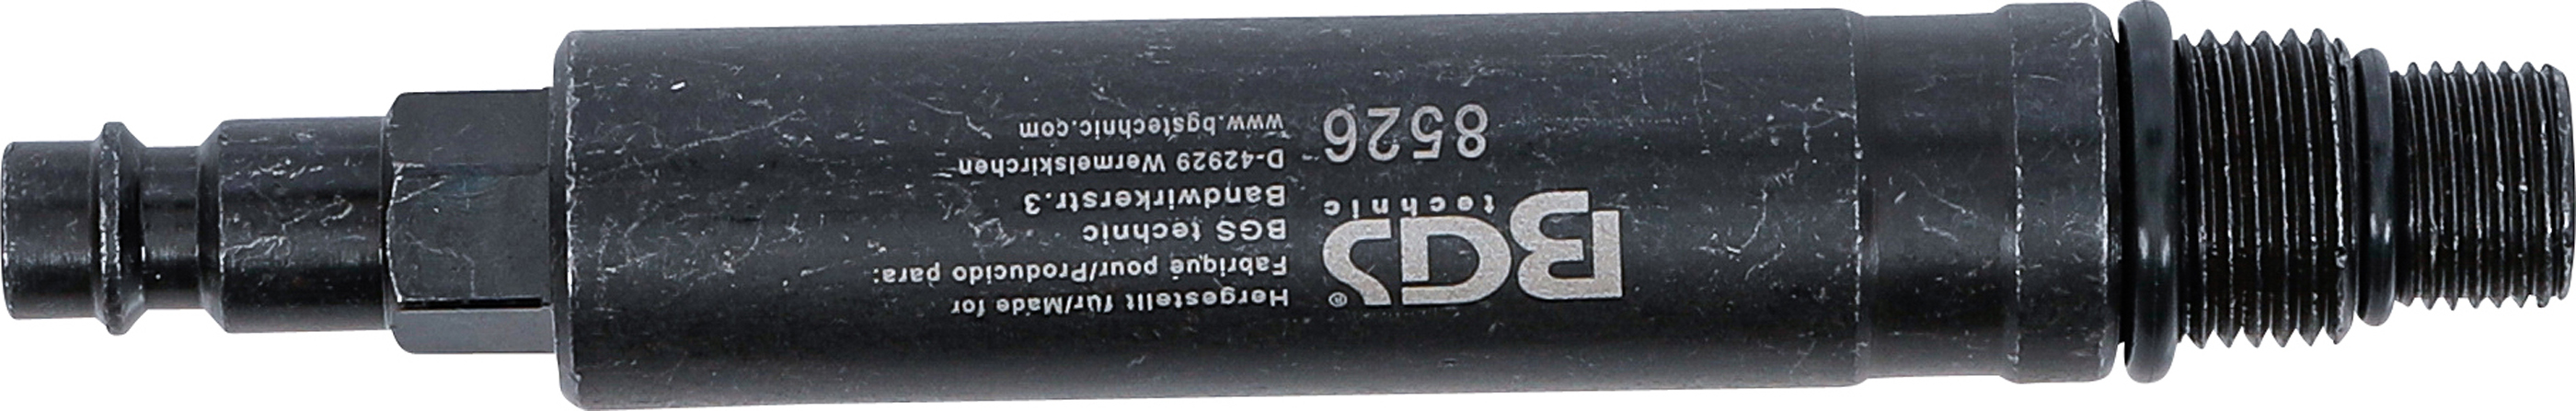 BGS®
technic
8526
Hergestellt für/Made for
Fabriqué pour/Producido para:
BGS technic
Bandwirkerstr.3
D-42929 Wermelskirchen
www.bgstechnic.com